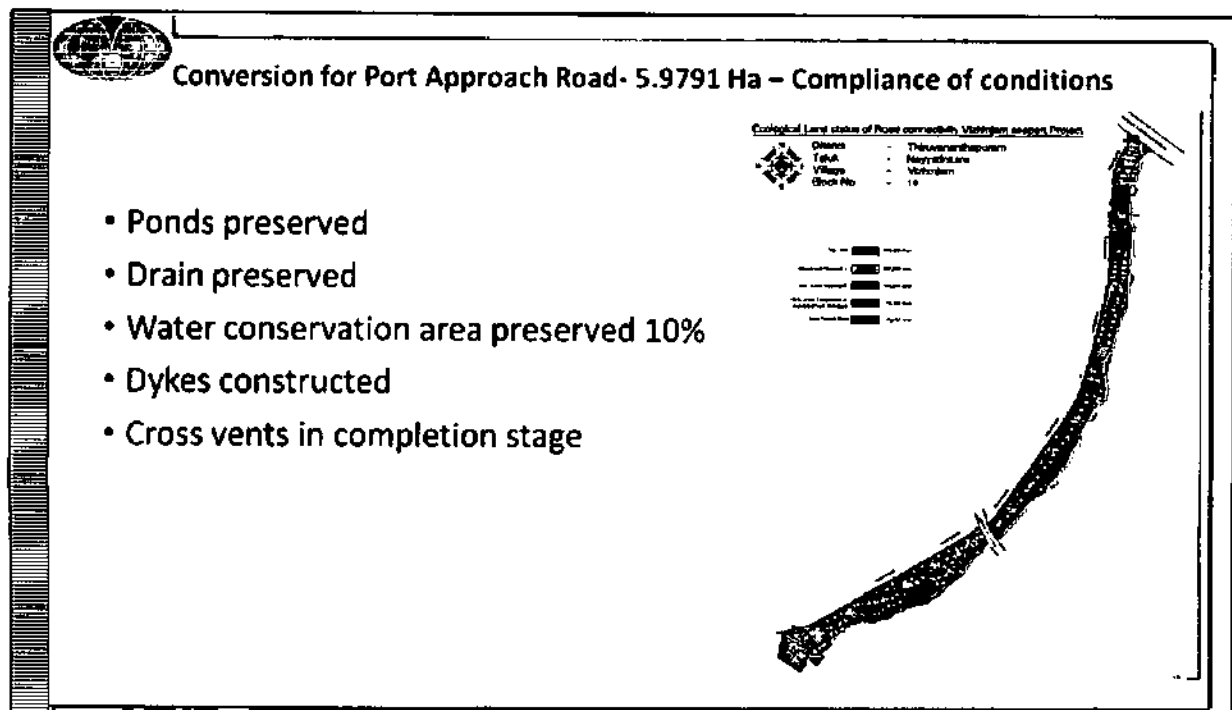 Conversion for Port Approach Road- 5.9791 Ha – Compliance of conditions
Ecological Land status of Road connectivity, Vizhinjam seaport Project
District - Thiruvananthapuram
Taluk - Neyyattinkara
Village - Vizhinjam
Block No -
• Ponds preserved
• Drain preserved
• Water conservation area preserved 10%
• Dykes constructed
• Cross vents in completion stage